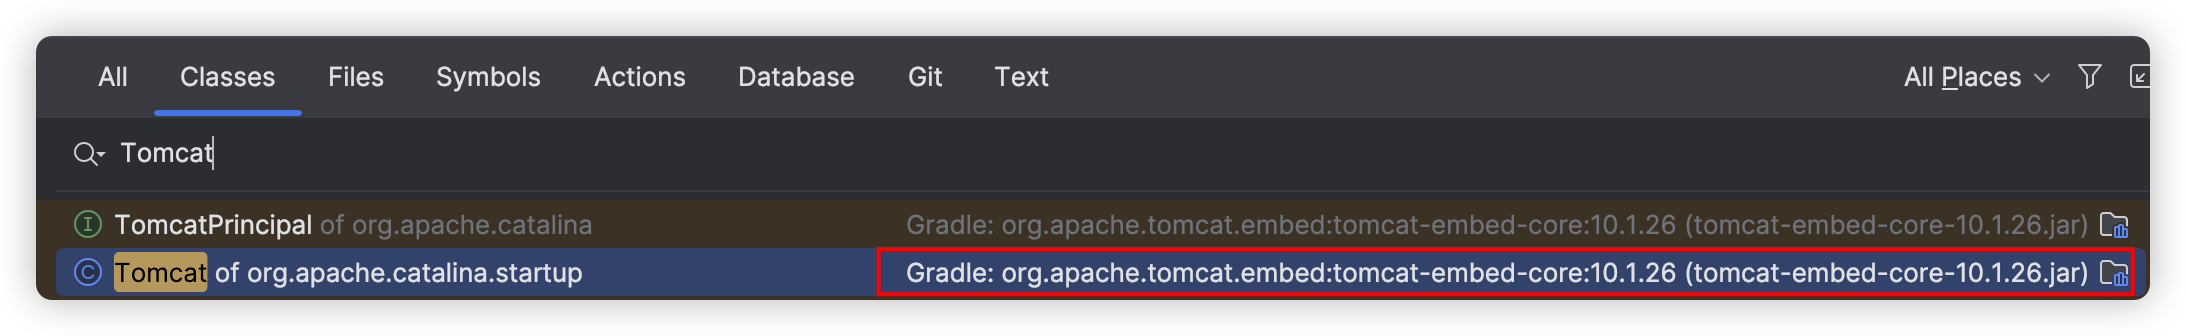 All Classes Files Symbols Actions Database Git Text All Places
Tomcat
TomcatPrincipal of org.apache.catalina Gradle: org.apache.tomcat.embed:tomcat-embed-core:10.1.26 (tomcat-embed-core-10.1.26.jar)
Tomcat of org.apache.catalina.startup Gradle: org.apache.tomcat.embed:tomcat-embed-core:10.1.26 (tomcat-embed-core-10.1.26.jar)